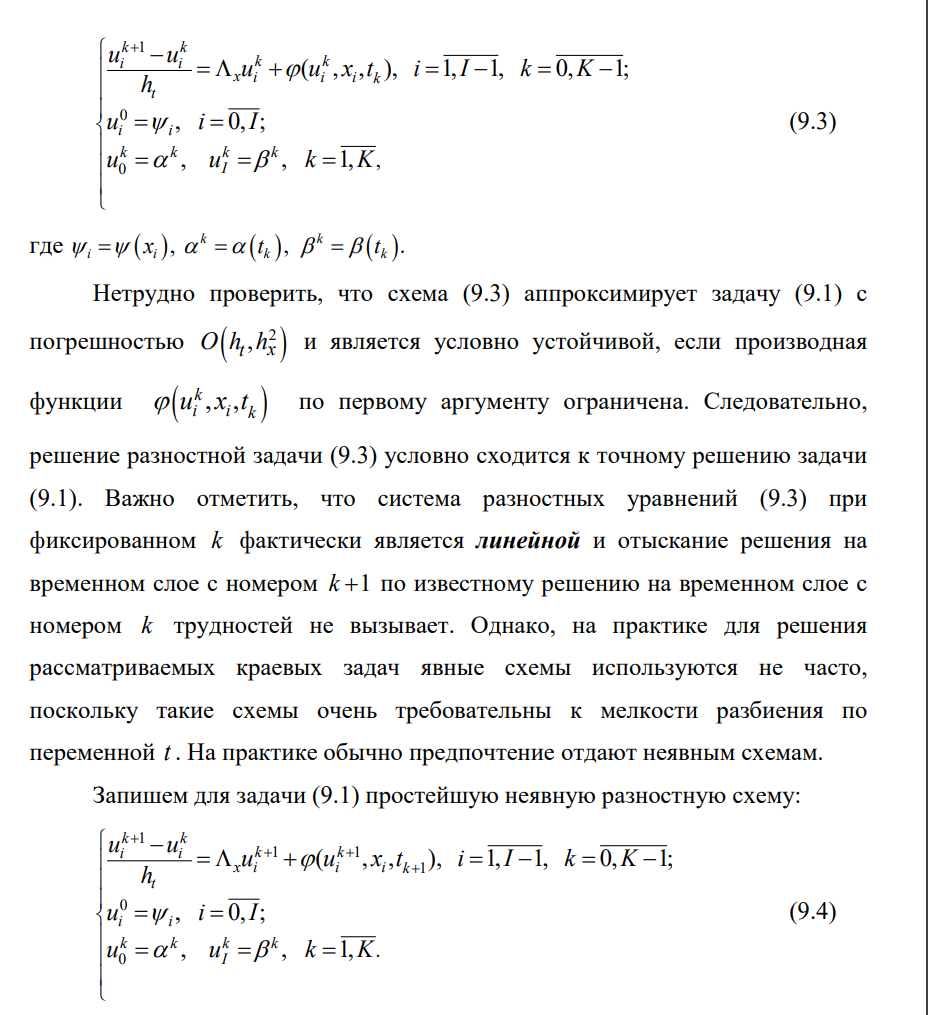 \begin{cases} \dfrac{u_i^{k+1} - u_i^k}{h_t} = \Lambda_x u_i^k + \varphi(u_i^k, x_i, t_k), \quad i = \overline{1, I-1}, \quad k = \overline{0, K-1}; \\
u_i^0 = \psi_i, \quad i = \overline{0, I}; \qquad (9.3) \\
u_0^k = \alpha^k, \quad u_I^k = \beta^k, \quad k = \overline{1, K}, \end{cases}
где \psi_i = \psi(x_i), \alpha^k = \alpha(t_k), \beta^k = \beta(t_k).
Нетрудно проверить, что схема (9.3) аппроксимирует задачу (9.1) с
погрешностью O(h_t, h_x^2) и является условно устойчивой, если производная
функции \varphi(u_i^k, x_i, t_k) по первому аргументу ограничена. Следовательно,
решение разностной задачи (9.3) условно сходится к точному решению задачи
(9.1). Важно отметить, что система разностных уравнений (9.3) при
фиксированном k фактически является линейной и отыскание решения на
временном слое с номером k+1 по известному решению на временном слое с
номером k трудностей не вызывает. Однако, на практике для решения
рассматриваемых краевых задач явные схемы используются не часто,
поскольку такие схемы очень требовательны к мелкости разбиения по
переменной t. На практике обычно предпочтение отдают неявным схемам.
Запишем для задачи (9.1) простейшую неявную разностную схему:
\begin{cases} \dfrac{u_i^{k+1} - u_i^k}{h_t} = \Lambda_x u_i^{k+1} + \varphi(u_i^{k+1}, x_i, t_{k+1}), \quad i = \overline{1, I-1}, \quad k = \overline{0, K-1}; \\
u_i^0 = \psi_i, \quad i = \overline{0, I}; \qquad (9.4) \\
u_0^k = \alpha^k, \quad u_I^k = \beta^k, \quad k = \overline{1, K}. \end{cases}